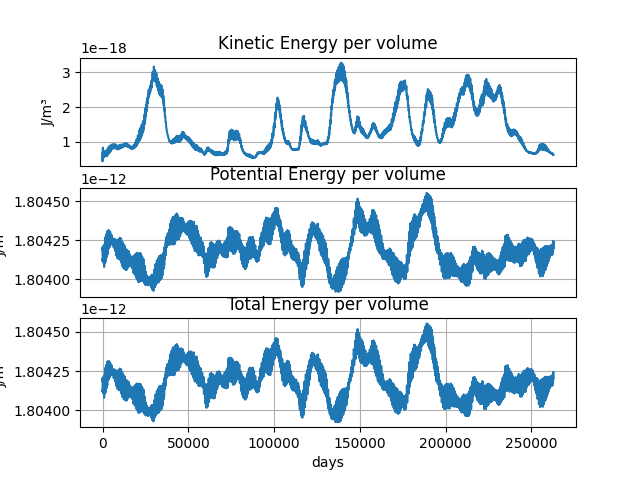 Kinetic Energy per volume
1e−18
3
2
1
J/m³
Potential Energy per volume
1e−12
1.80450
1.80425
1.80400
Total Energy per volume
1e−12
1.80450
1.80425
1.80400
0 50000 100000 150000 200000 250000
days